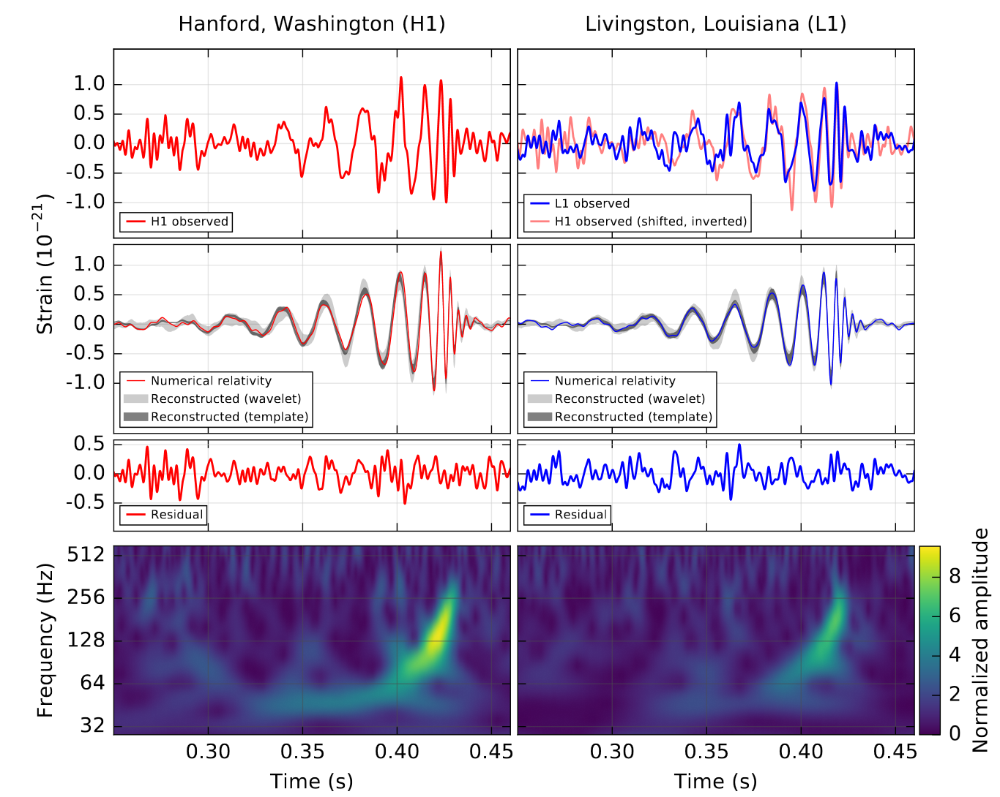 Hanford, Washington (H1)
Livingston, Louisiana (L1)
Strain (10⁻²¹)
1.0
0.5
0.0
-0.5
-1.0
H1 observed
L1 observed
H1 observed (shifted, inverted)
1.0
0.5
0.0
-0.5
-1.0
Numerical relativity
Reconstructed (wavelet)
Reconstructed (template)
Numerical relativity
Reconstructed (wavelet)
Reconstructed (template)
0.5
0.0
-0.5
Residual
Residual
Frequency (Hz)
512
256
128
64
32
0.30 0.35 0.40 0.45
0.30 0.35 0.40 0.45
Time (s)
Time (s)
8
6
4
2
0
Normalized amplitude